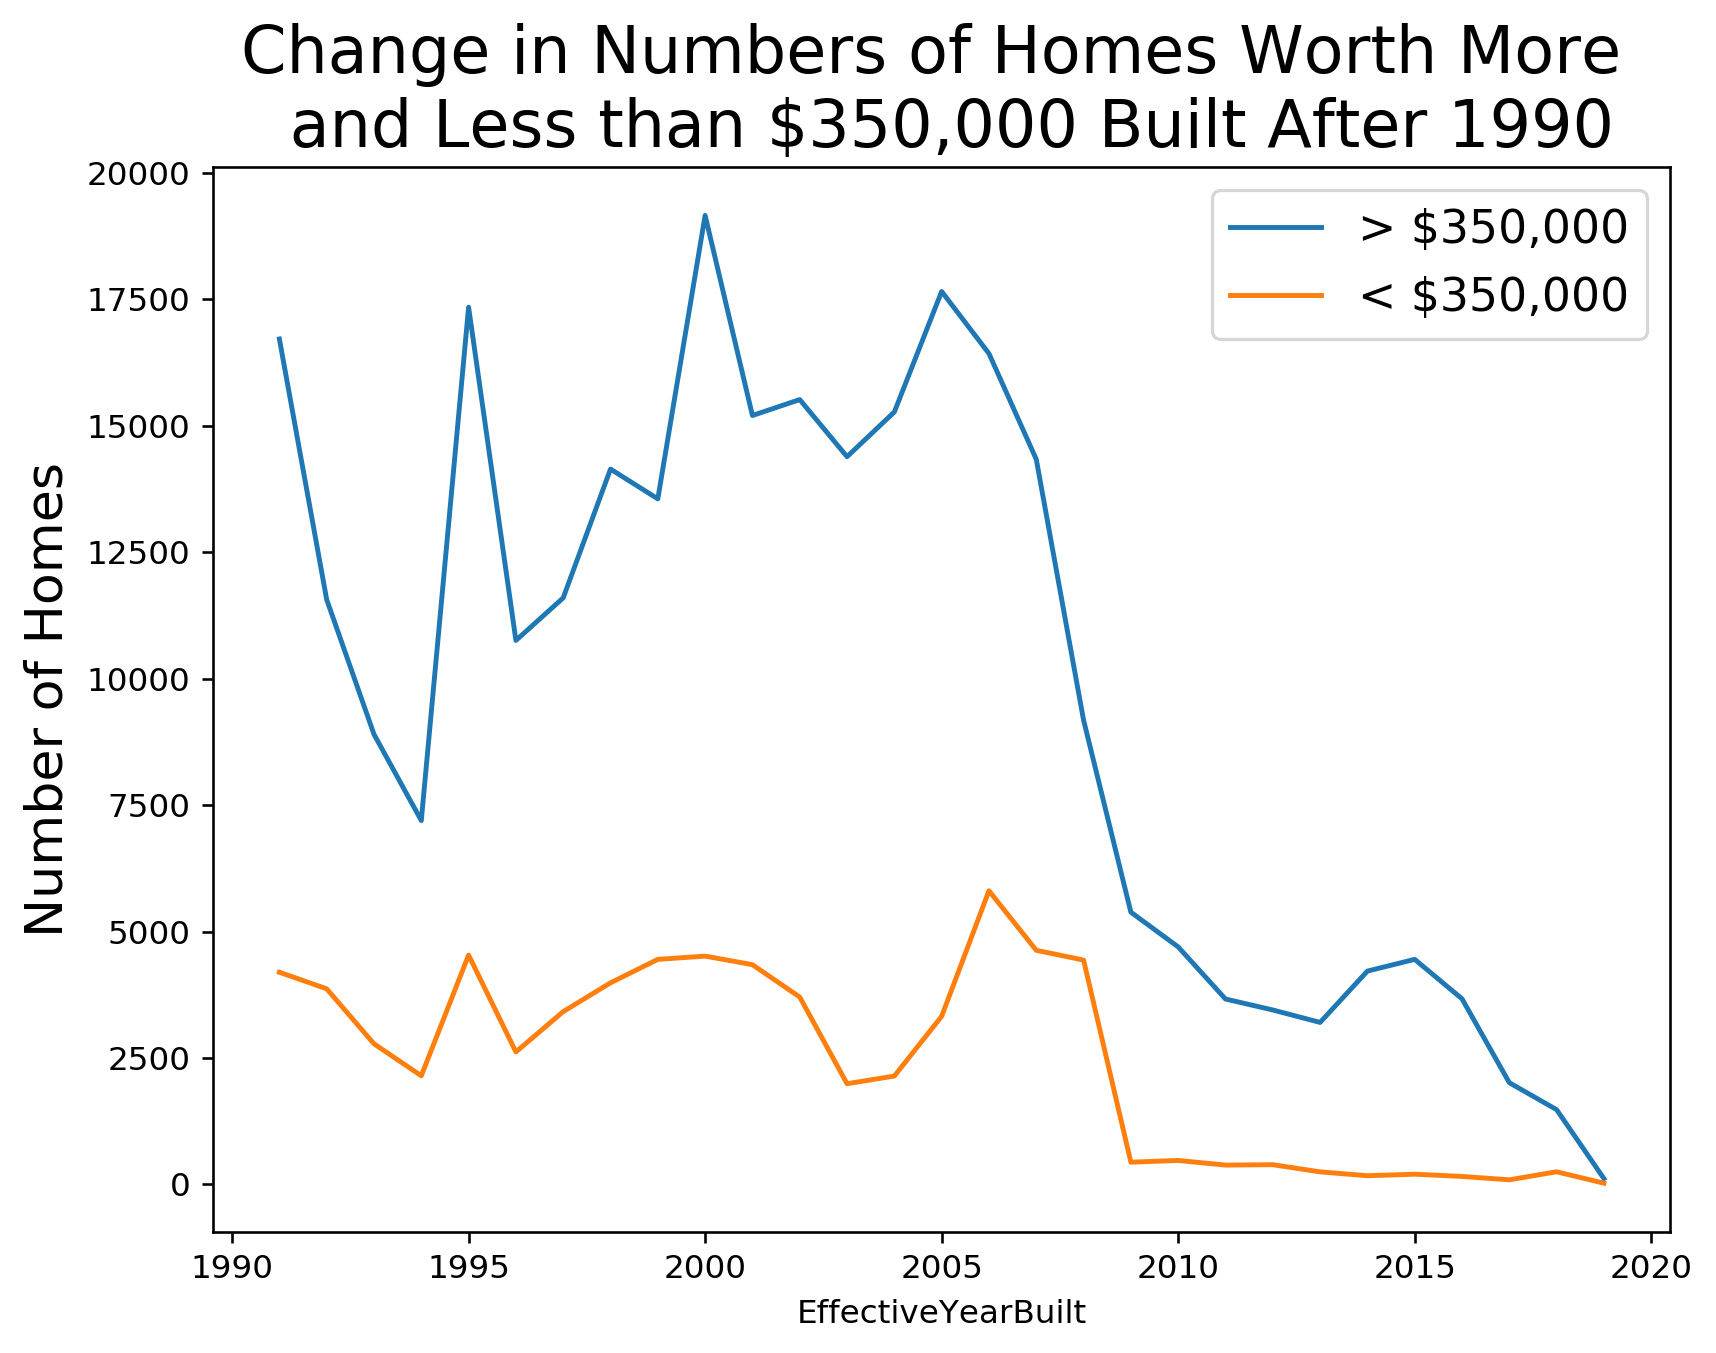 Change in Numbers of Homes Worth More
and Less than $350,000 Built After 1990
20000
17500
15000
12500
10000
7500
5000
2500
0
Number of Homes
> $350,000
< $350,000
1990 1995 2000 2005 2010 2015 2020
EffectiveYearBuilt